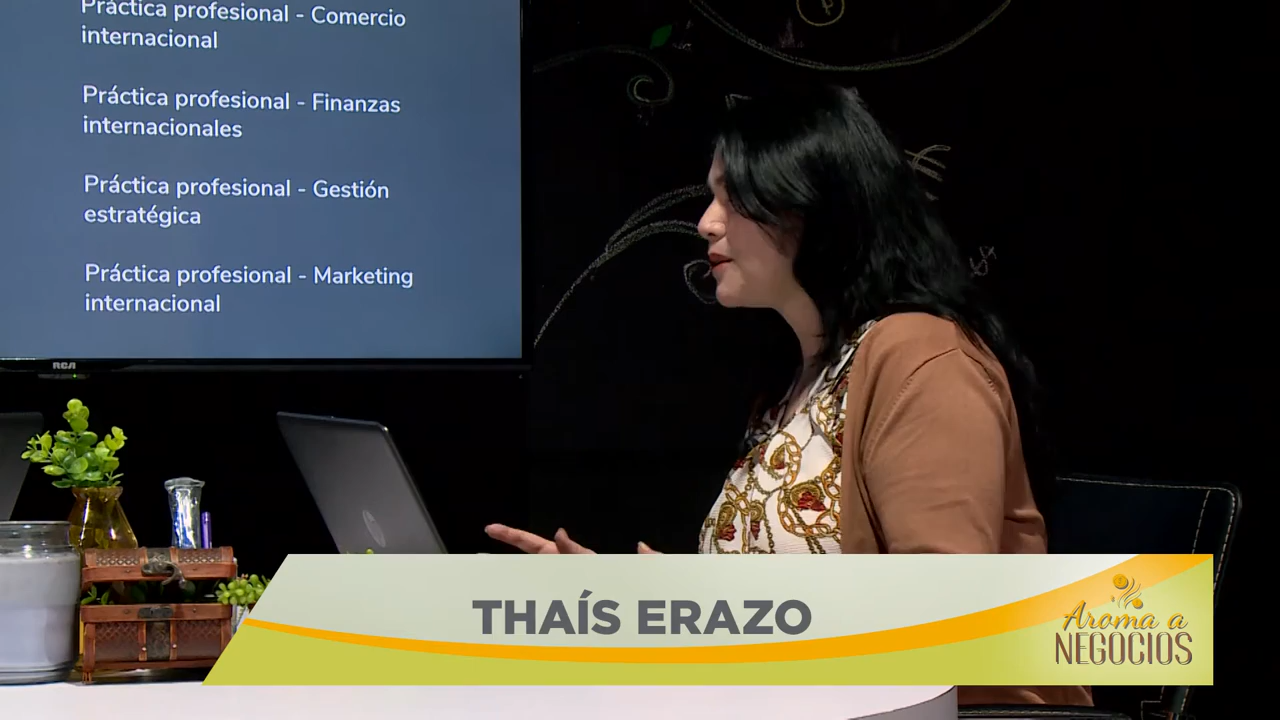 Práctica profesional - Comercio
internacional
Práctica profesional - Finanzas
internacionales
Práctica profesional - Gestión
estratégica
Práctica profesional - Marketing
internacional
RCA
THAÍS ERAZO
Aroma a
NEGOCIOS